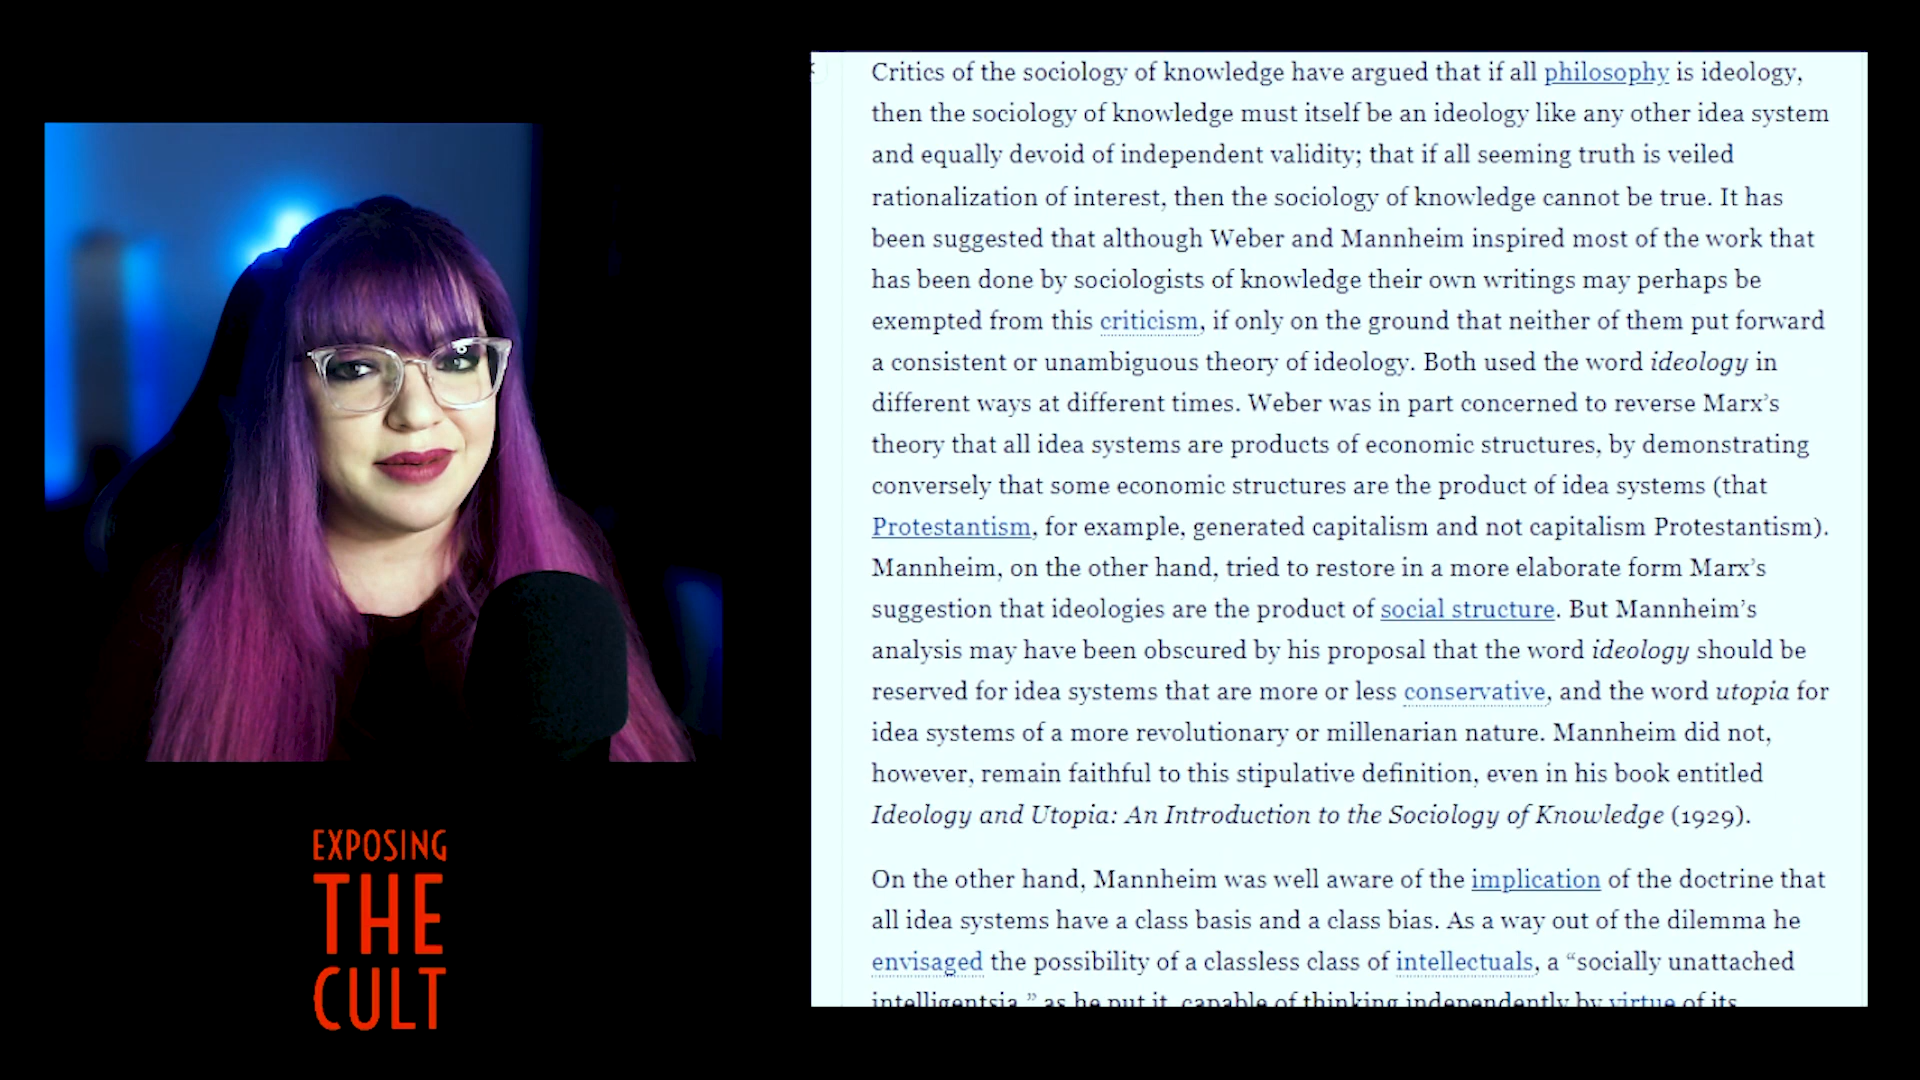 Critics of the sociology of knowledge have argued that if all philosophy is ideology,
then the sociology of knowledge must itself be an ideology like any other idea system
and equally devoid of independent validity; that if all seeming truth is veiled
rationalization of interest, then the sociology of knowledge cannot be true. It has
been suggested that although Weber and Mannheim inspired most of the work that
has been done by sociologists of knowledge their own writings may perhaps be
exempted from this criticism, if only on the ground that neither of them put forward
a consistent or unambiguous theory of ideology. Both used the word ideology in
different ways at different times. Weber was in part concerned to reverse Marx’s
theory that all idea systems are products of economic structures, by demonstrating
conversely that some economic structures are the product of idea systems (that
Protestantism, for example, generated capitalism and not capitalism Protestantism).
Mannheim, on the other hand, tried to restore in a more elaborate form Marx’s
suggestion that ideologies are the product of social structure. But Mannheim’s
analysis may have been obscured by his proposal that the word ideology should be
reserved for idea systems that are more or less conservative, and the word utopia for
idea systems of a more revolutionary or millenarian nature. Mannheim did not,
however, remain faithful to this stipulative definition, even in his book entitled
Ideology and Utopia: An Introduction to the Sociology of Knowledge (1929).
On the other hand, Mannheim was well aware of the implication of the doctrine that
all idea systems have a class basis and a class bias. As a way out of the dilemma he
envisaged the possibility of a classless class of intellectuals, a “socially unattached
intelligentsia,” as he put it, capable of thinking independently by virtue of its
EXPOSING
THE
CULT